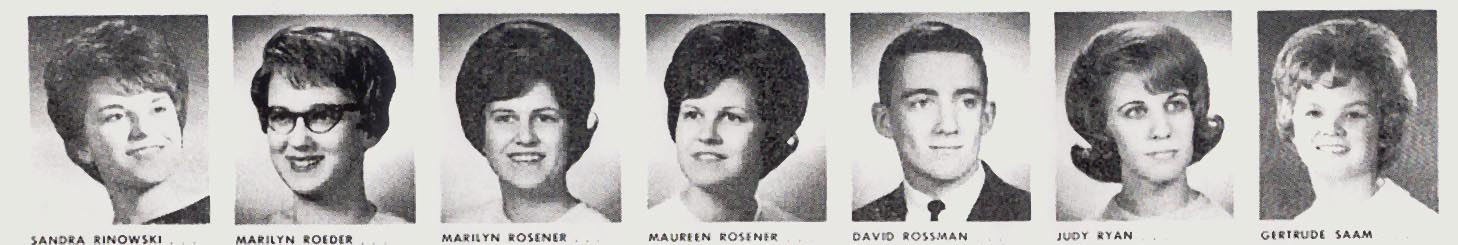 SANDRA RINOWSKI . . . MARILYN ROEDER . . . MARILYN ROSENER . . . MAUREEN ROSENER . . . DAVID ROSSMAN . . . JUDY RYAN . . . GERTRUDE SAAM . . .